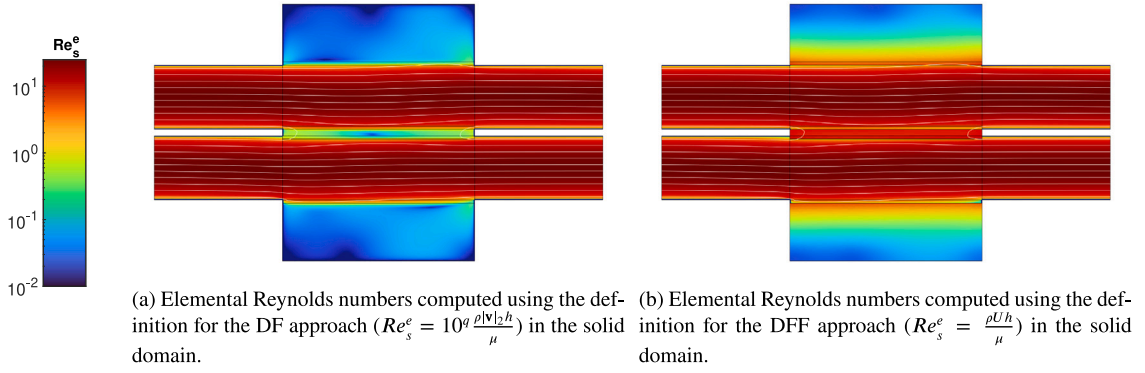 Re^e_s
10^1
10^0
10^-1
10^-2
(a) Elemental Reynolds numbers computed using the def-
inition for the DF approach (Re^e_s = 10^q ρ|v|_2h/μ) in the solid
domain.
(b) Elemental Reynolds numbers computed using the def-
inition for the DFF approach (Re^e_s = ρUh/μ) in the solid
domain.